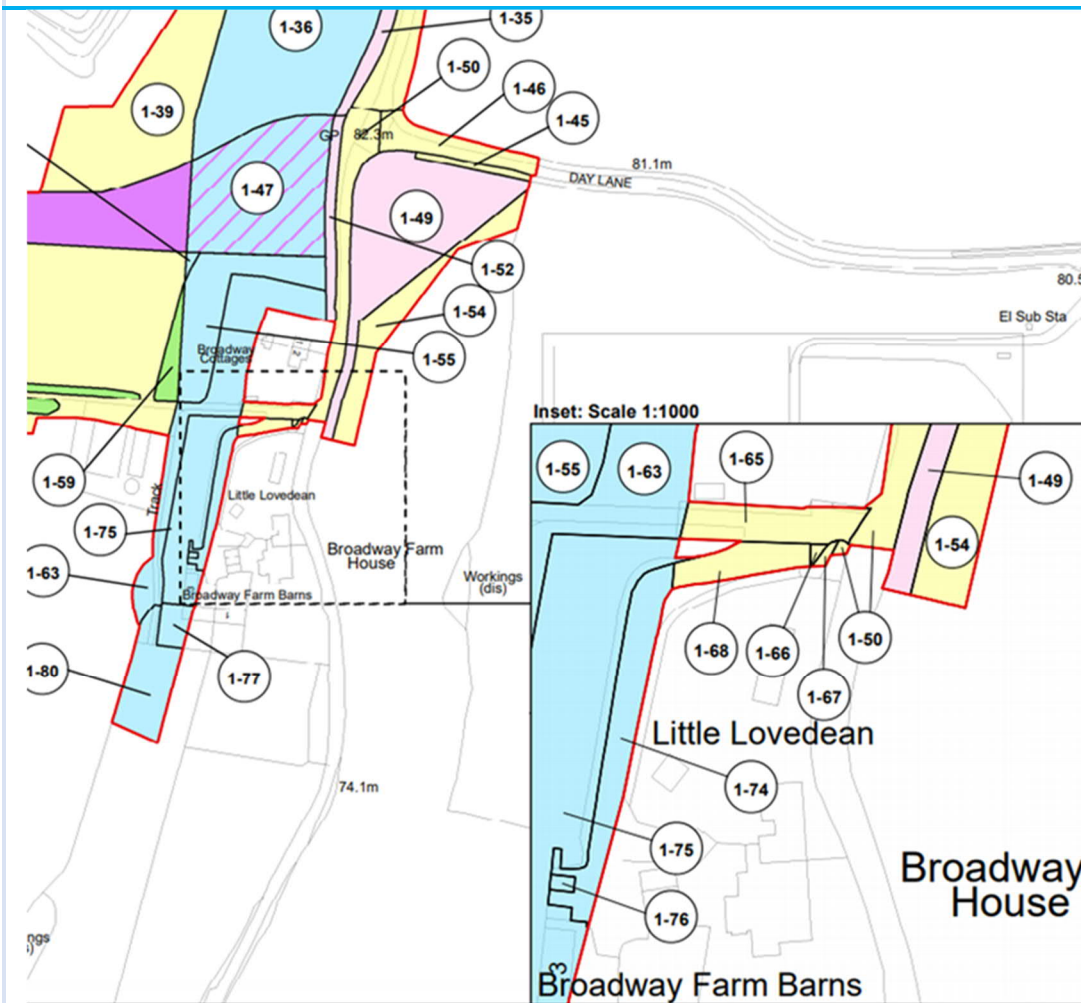 1-36
1-35
1-50
1-46
1-39
1-45
GP
82.3m
81.1m
DAY LANE
1-47
1-49
1-52
80.5
1-54
El Sub Sta
Broadway
Cottages
1
2
1-55
Inset: Scale 1:1000
1-59
1-55
1-63
1-65
1-49
Track
Little Lovedean
1-75
Broadway Farm
House
1-54
1-63
Workings
(dis)
Broadway Farm Barns
1-68
1-66
1-50
1-67
1-80
1-77
Little Lovedean
74.1m
1-74
1-75
Broadway
House
1-76
ngs
s)
3
Broadway Farm Barns